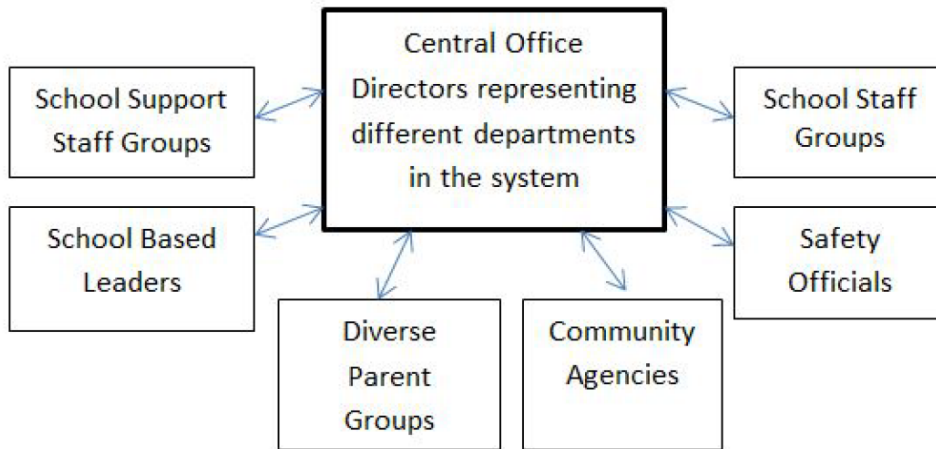 Central Office
Directors representing
different departments
in the system
School Support
Staff Groups
School Staff
Groups
School Based
Leaders
Safety
Officials
Diverse
Parent
Groups
Community
Agencies